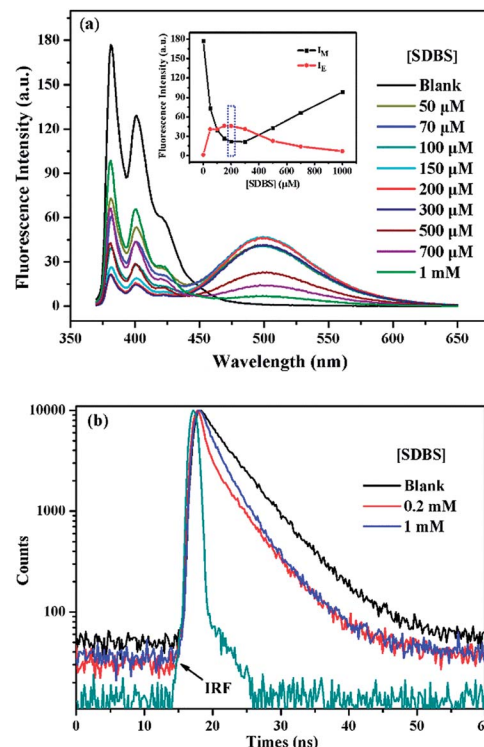 (a)
Fluorescence Intensity (a.u.)
180
150
120
90
60
30
0
350
400
450
500
550
600
650
Wavelength (nm)
Fluorescence Intensity (a.u.)
180
150
120
90
60
30
0
0
200
400
600
800
1000
[SDBS] (μM)
I_M
I_E
[SDBS]
Blank
50 μM
70 μM
100 μM
150 μM
200 μM
300 μM
500 μM
700 μM
1 mM
(b)
Counts
10000
1000
100
0
10
20
30
40
50
60
Times (ns)
IRF
[SDBS]
Blank
0.2 mM
1 mM